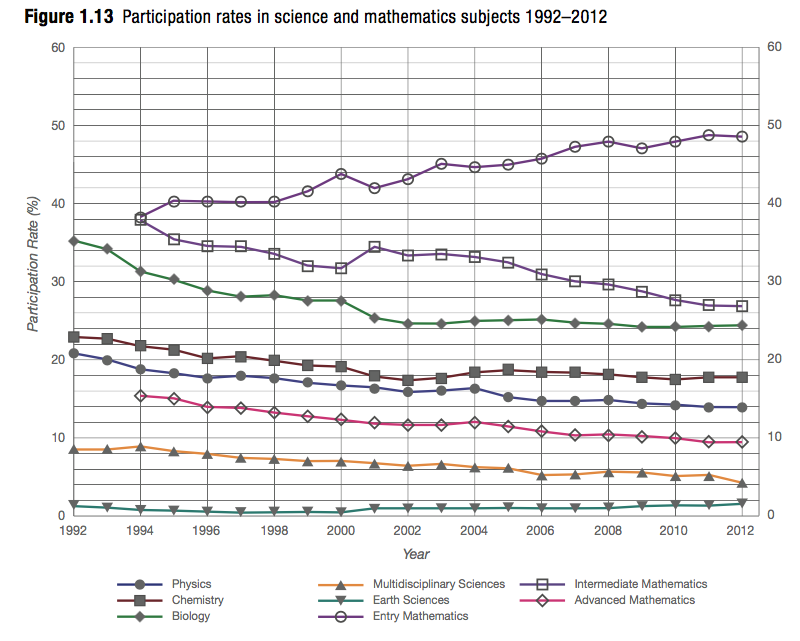 Figure 1.13 Participation rates in science and mathematics subjects 1992–2012
60 60
50 50
40 40
30 30
20 20
10 10
0 0
Participation Rate (%)
1992 1994 1996 1998 2000 2002 2004 2006 2008 2010 2012
Year
Physics Multidisciplinary Sciences Intermediate Mathematics
Chemistry Earth Sciences Advanced Mathematics
Biology Entry Mathematics